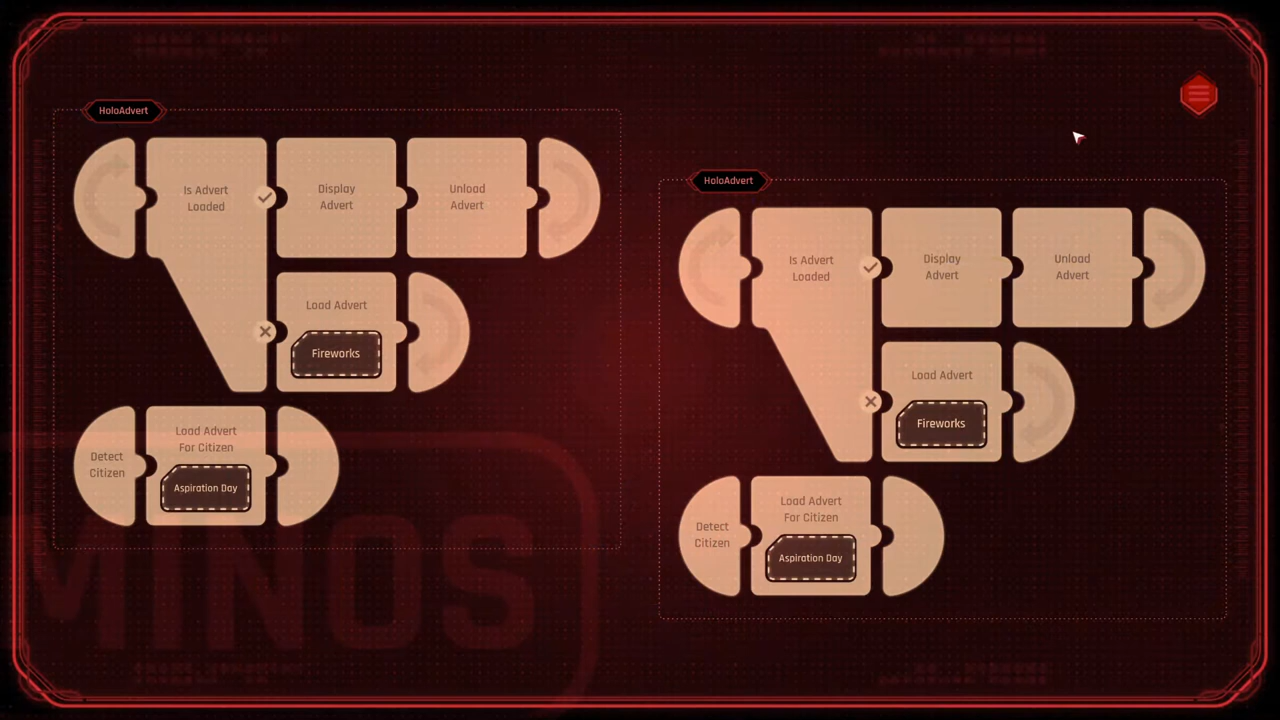 HoloAdvert
Is Advert
Loaded
Display
Advert
Unload
Advert
Load Advert
Fireworks
Detect
Citizen
Load Advert
For Citizen
Aspiration Day
MINOS
HoloAdvert
Is Advert
Loaded
Display
Advert
Unload
Advert
Load Advert
Fireworks
Detect
Citizen
Load Advert
For Citizen
Aspiration Day